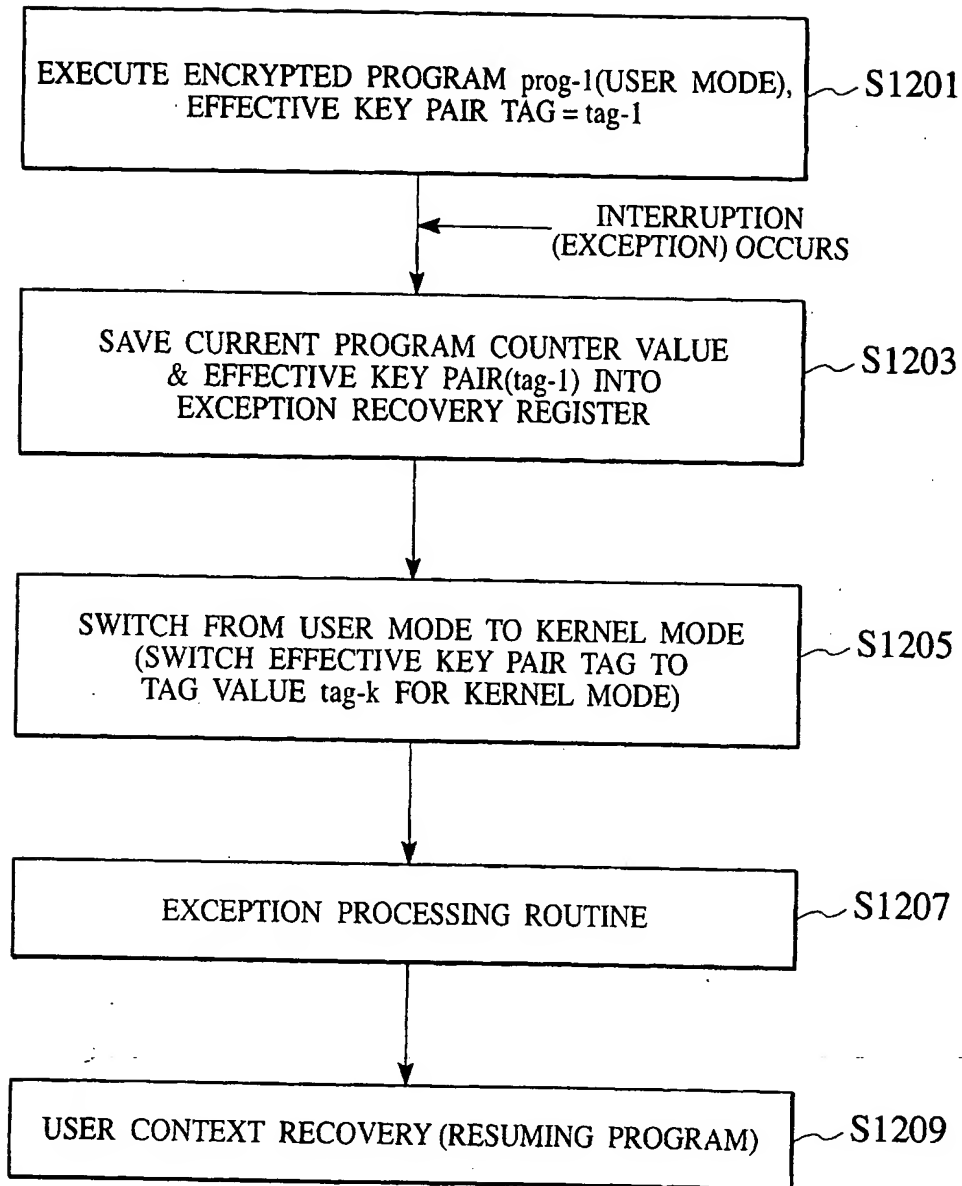 EXECUTE ENCRYPTED PROGRAM prog-1(USER MODE),
EFFECTIVE KEY PAIR TAG = tag-1
S1201
INTERRUPTION
(EXCEPTION) OCCURS
SAVE CURRENT PROGRAM COUNTER VALUE
& EFFECTIVE KEY PAIR(tag-1) INTO
EXCEPTION RECOVERY REGISTER
S1203
SWITCH FROM USER MODE TO KERNEL MODE
(SWITCH EFFECTIVE KEY PAIR TAG TO
TAG VALUE tag-k FOR KERNEL MODE)
S1205
EXCEPTION PROCESSING ROUTINE
S1207
USER CONTEXT RECOVERY (RESUMING PROGRAM)
S1209